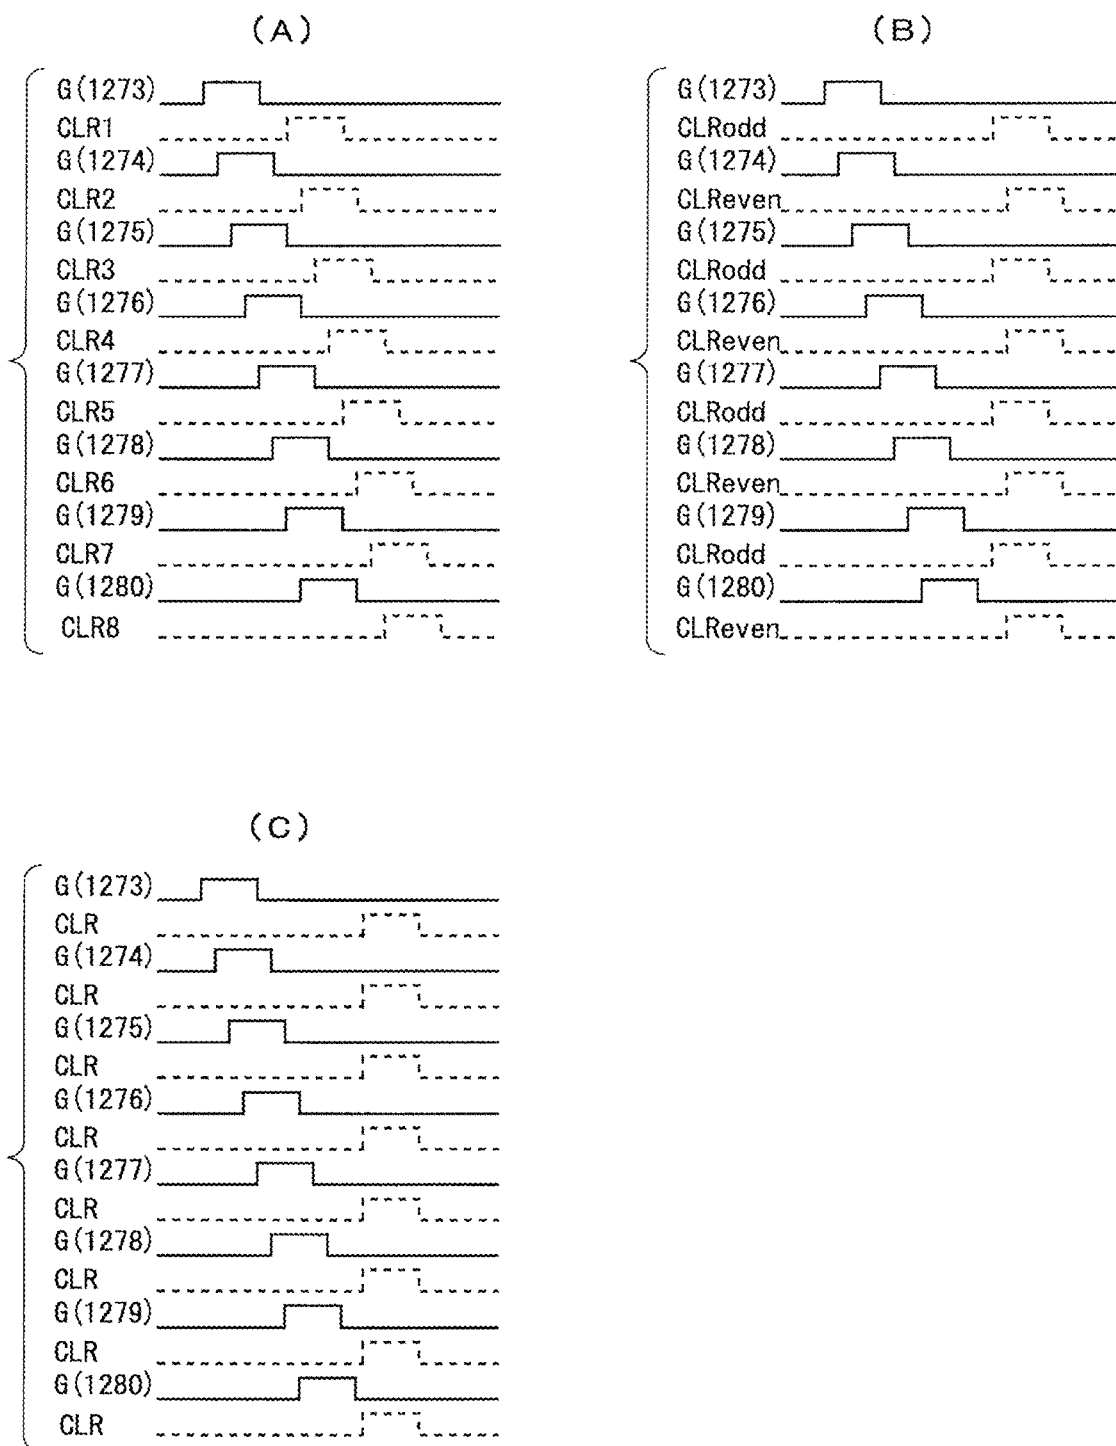 (A)
G(1273)
CLR1
G(1274)
CLR2
G(1275)
CLR3
G(1276)
CLR4
G(1277)
CLR5
G(1278)
CLR6
G(1279)
CLR7
G(1280)
CLR8
(B)
G(1273)
CLRodd
G(1274)
CLReven
G(1275)
CLRodd
G(1276)
CLReven
G(1277)
CLRodd
G(1278)
CLReven
G(1279)
CLRodd
G(1280)
CLReven
(C)
G(1273)
CLR
G(1274)
CLR
G(1275)
CLR
G(1276)
CLR
G(1277)
CLR
G(1278)
CLR
G(1279)
CLR
G(1280)
CLR